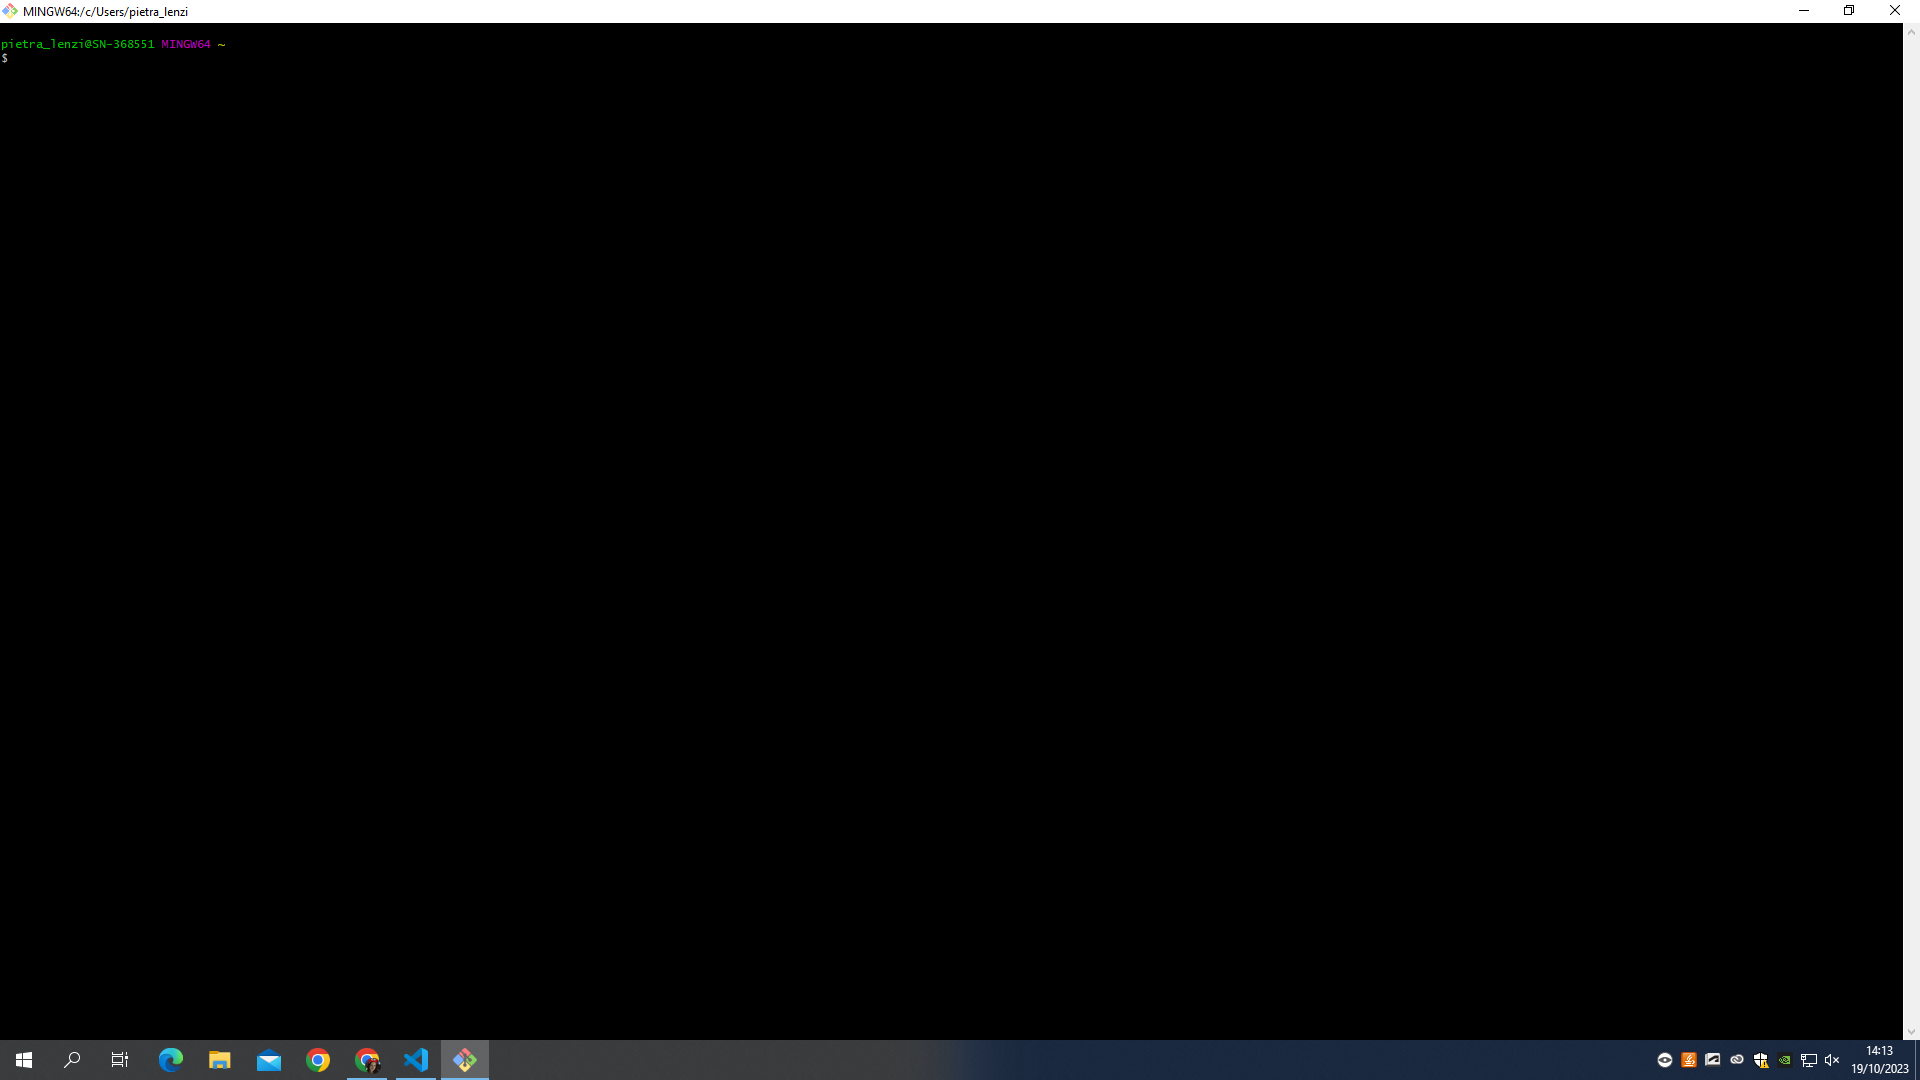 MINGW64:/c/Users/pietra_lenzi
pietra_lenzi@SN-368551 MINGW64 ~
$
14:13
19/10/2023